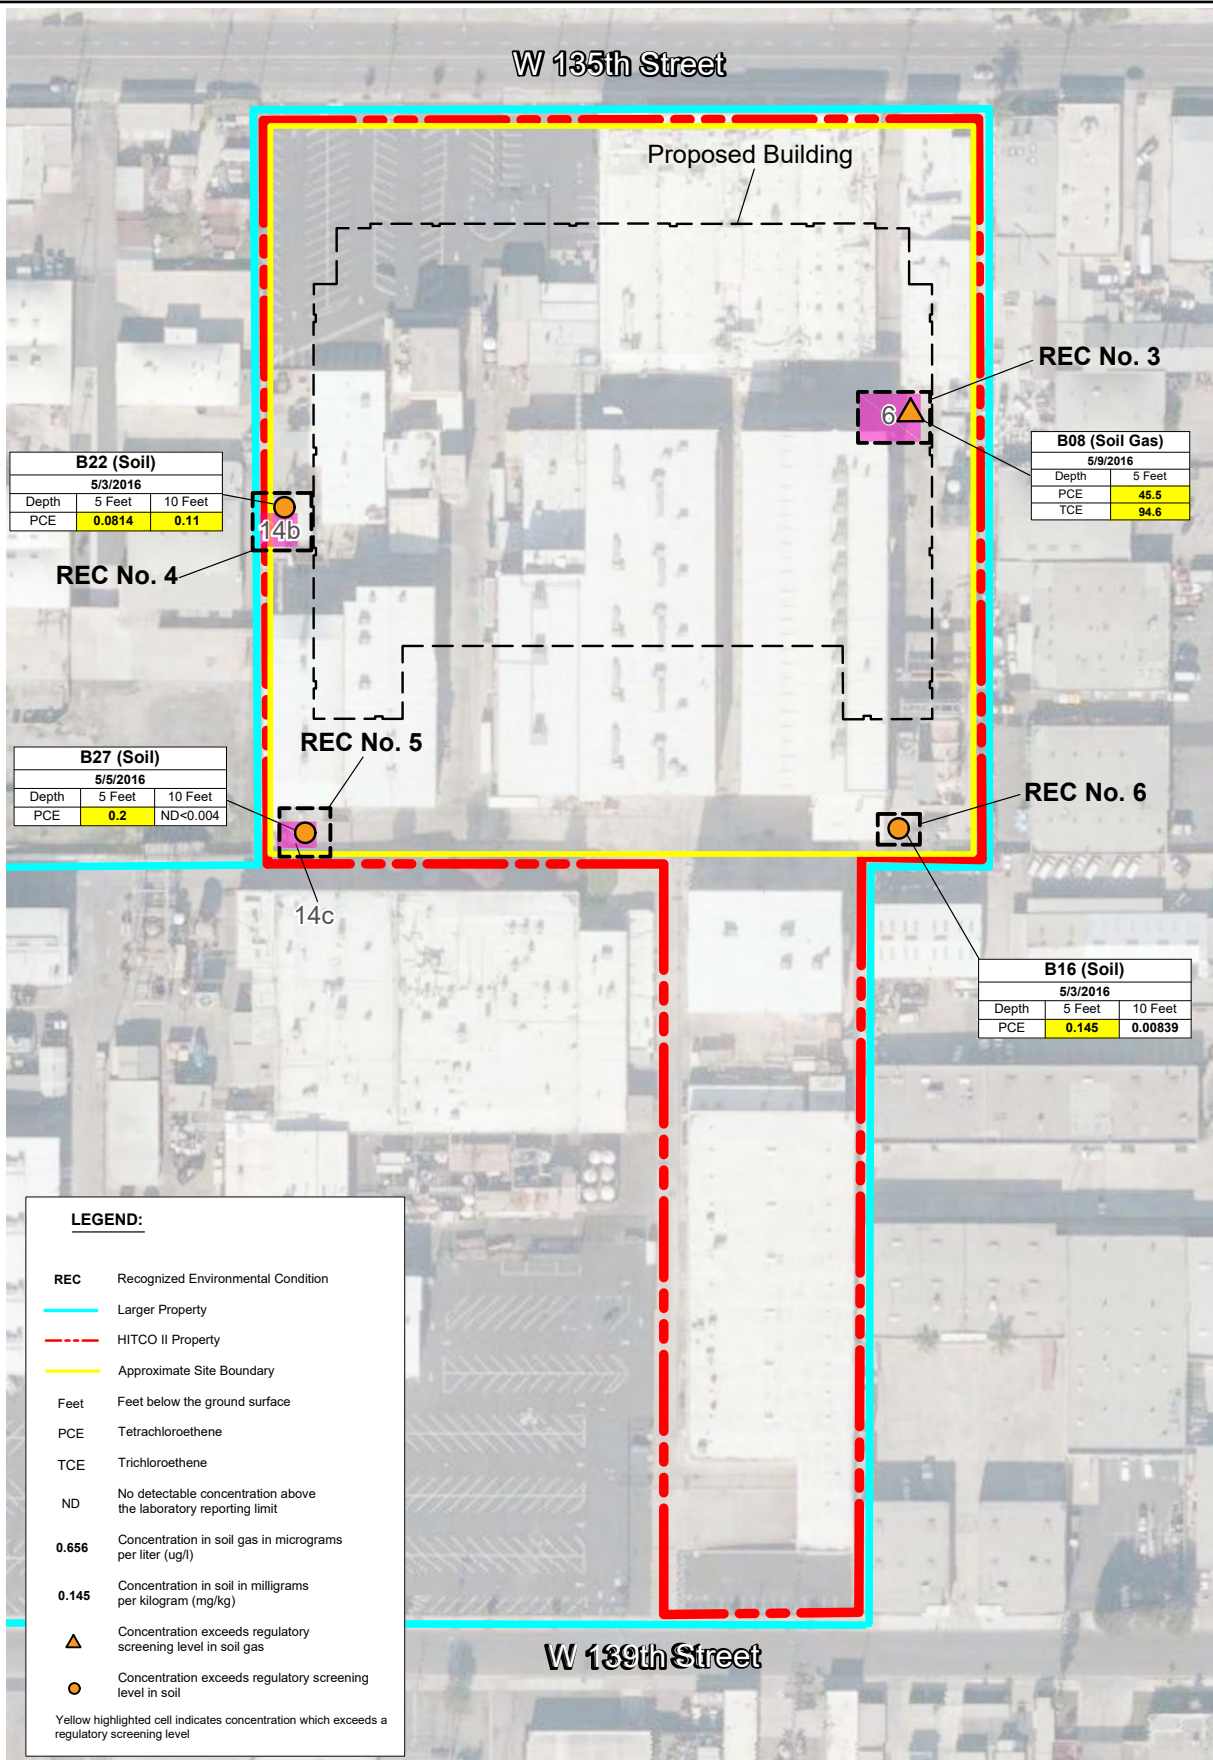 W 135th Street
Proposed Building
REC No. 3
6
B08 (Soil Gas)
5/9/2016
Depth 5 Feet
PCE 45.5
TCE 94.6
B22 (Soil)
5/3/2016
Depth 5 Feet 10 Feet
PCE 0.0814 0.11
14b
REC No. 4
REC No. 5
B27 (Soil)
5/5/2016
Depth 5 Feet 10 Feet
PCE 0.2 ND<0.004
14c
REC No. 6
B16 (Soil)
5/3/2016
Depth 5 Feet 10 Feet
PCE 0.145 0.00839
LEGEND:
REC Recognized Environmental Condition
Larger Property
HITCO II Property
Approximate Site Boundary
Feet Feet below the ground surface
PCE Tetrachloroethene
TCE Trichloroethene
ND No detectable concentration above
the laboratory reporting limit
0.656 Concentration in soil gas in micrograms
per liter (ug/l)
0.145 Concentration in soil in milligrams
per kilogram (mg/kg)
Concentration exceeds regulatory
screening level in soil gas
Concentration exceeds regulatory screening
level in soil
Yellow highlighted cell indicates concentration which exceeds a
regulatory screening level
W 139th Street